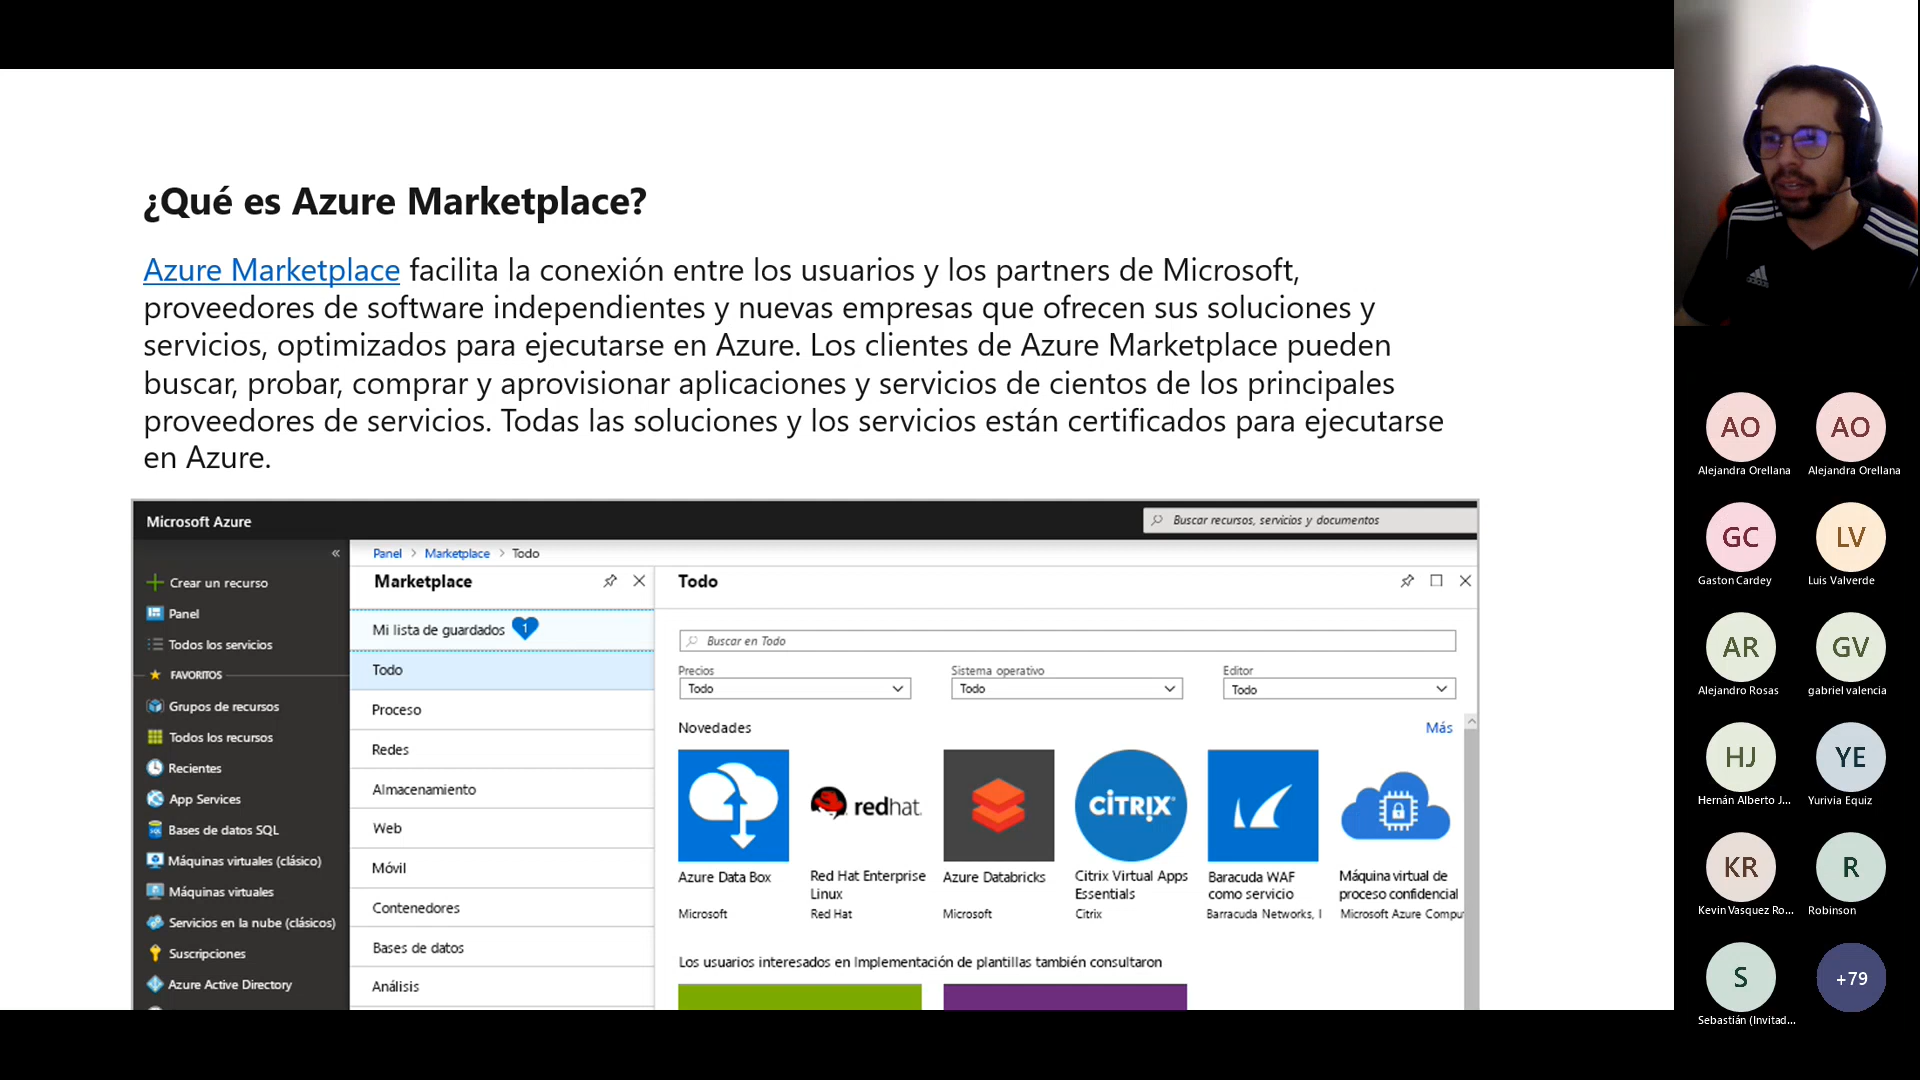 ¿Qué es Azure Marketplace?
Azure Marketplace facilita la conexión entre los usuarios y los partners de Microsoft,
proveedores de software independientes y nuevas empresas que ofrecen sus soluciones y
servicios, optimizados para ejecutarse en Azure. Los clientes de Azure Marketplace pueden
buscar, probar, comprar y aprovisionar aplicaciones y servicios de cientos de los principales
proveedores de servicios. Todas las soluciones y los servicios están certificados para ejecutarse
en Azure.
Microsoft Azure
Buscar recursos, servicios y documentos
Crear un recurso
Panel
Todos los servicios
FAVORITOS
Grupos de recursos
Todos los recursos
Recientes
App Services
Bases de datos SQL
Máquinas virtuales (clásico)
Máquinas virtuales
Servicios en la nube (clásicos)
Suscripciones
Azure Active Directory
Panel > Marketplace > Todo
Marketplace
Mi lista de guardados 1
Todo
Proceso
Redes
Almacenamiento
Web
Móvil
Contenedores
Bases de datos
Análisis
Todo
Buscar en Todo
Precios
Todo
Sistema operativo
Todo
Editor
Todo
Novedades
Más
redhat.
CİTRIX
Azure Data Box
Microsoft
Red Hat Enterprise
Linux
Red Hat
Azure Databricks
Microsoft
Citrix Virtual Apps
Essentials
Citrix
Baracuda WAF
como servicio
Barracuda Networks, I
Máquina virtual de
proceso confidencial
Microsoft Azure Compu
Los usuarios interesados en Implementación de plantillas también consultaron
adidas
AO
Alejandra Orellana
AO
Alejandra Orellana
GC
Gaston Cardey
LV
Luis Valverde
AR
Alejandro Rosas
GV
gabriel valencia
HJ
Hernán Alberto J...
YE
Yurivia Equiz
KR
Kevin Vasquez Ro...
R
Robinson
S
Sebastián (Invitad...
+79